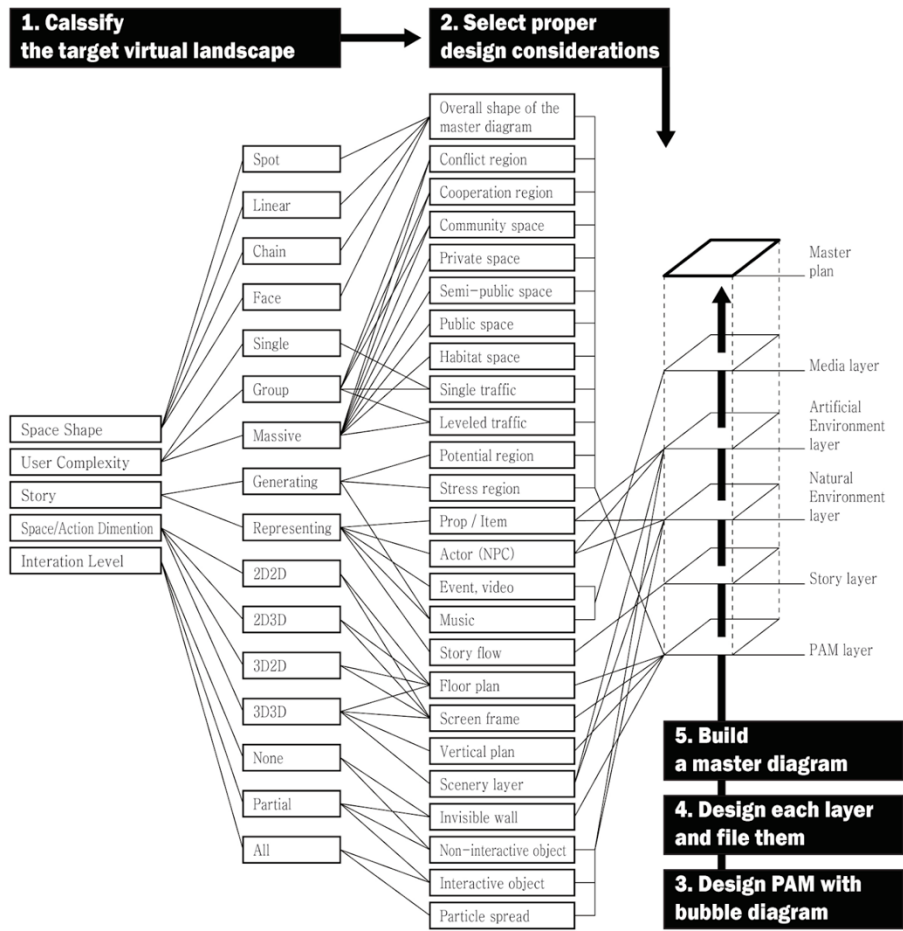 1. Calssify
the target virtual landscape
2. Select proper
design considerations
Space Shape
User Complexity
Story
Space/Action Dimention
Interation Level
Spot
Linear
Chain
Face
Single
Group
Massive
Generating
Representing
2D2D
2D3D
3D2D
3D3D
None
Partial
All
Overall shape of the
master diagram
Conflict region
Cooperation region
Community space
Private space
Semi-public space
Public space
Habitat space
Single traffic
Leveled traffic
Potential region
Stress region
Prop / Item
Actor (NPC)
Event, video
Music
Story flow
Floor plan
Screen frame
Vertical plan
Scenery layer
Invisible wall
Non-interactive object
Interactive object
Particle spread
Master
plan
Media layer
Artificial
Environment
layer
Natural
Environment
layer
Story layer
PAM layer
5. Build
a master diagram
4. Design each layer
and file them
3. Design PAM with
bubble diagram